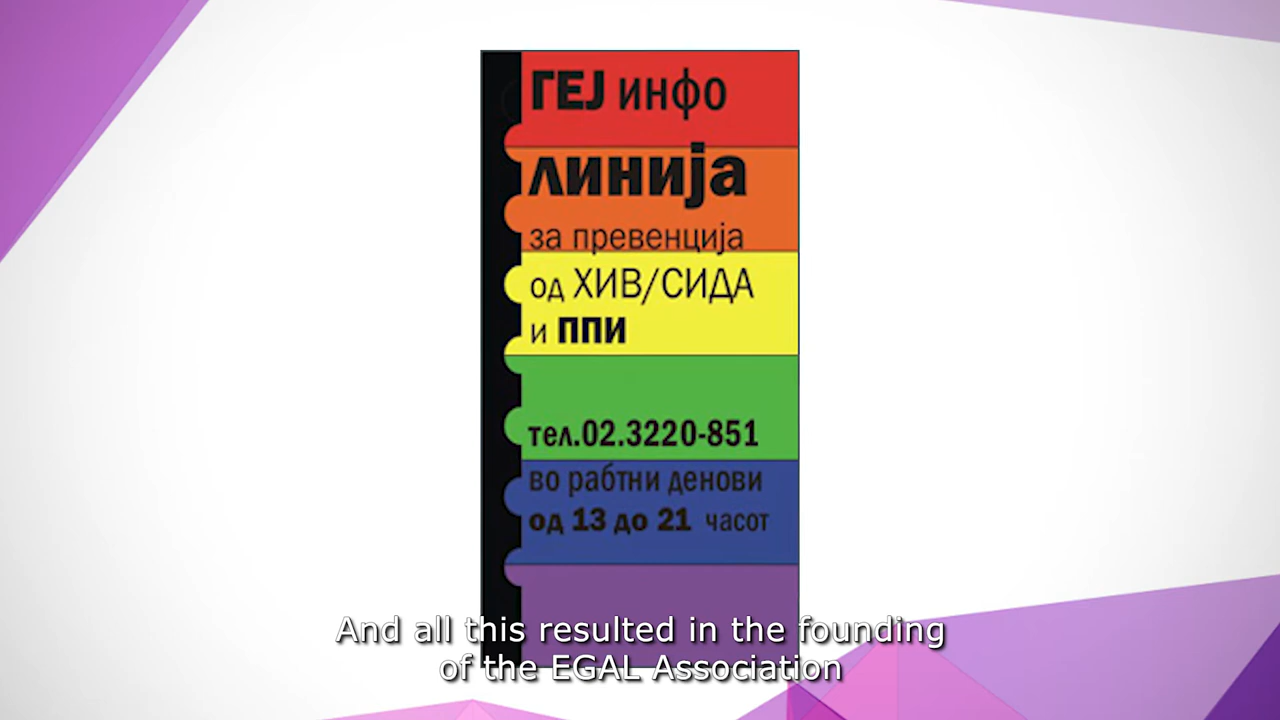 ГЕЈ инфо
линија
за превенција
од ХИВ/СИДА
и ППИ
тел.02.3220-851
во рабтни денови
од 13 до 21 часот
And all this resulted in the founding
of the EGAL Association